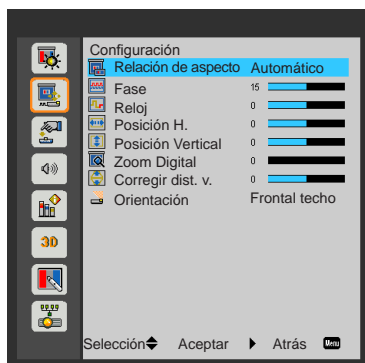 Configuración
Relación de aspecto Automático
Fase 15
Reloj 0
Posición H. 0
Posición Vertical 0
Zoom Digital 0
Corregir dist. v. 0
Orientación Frontal techo
3D
Selección Aceptar Atrás Menu